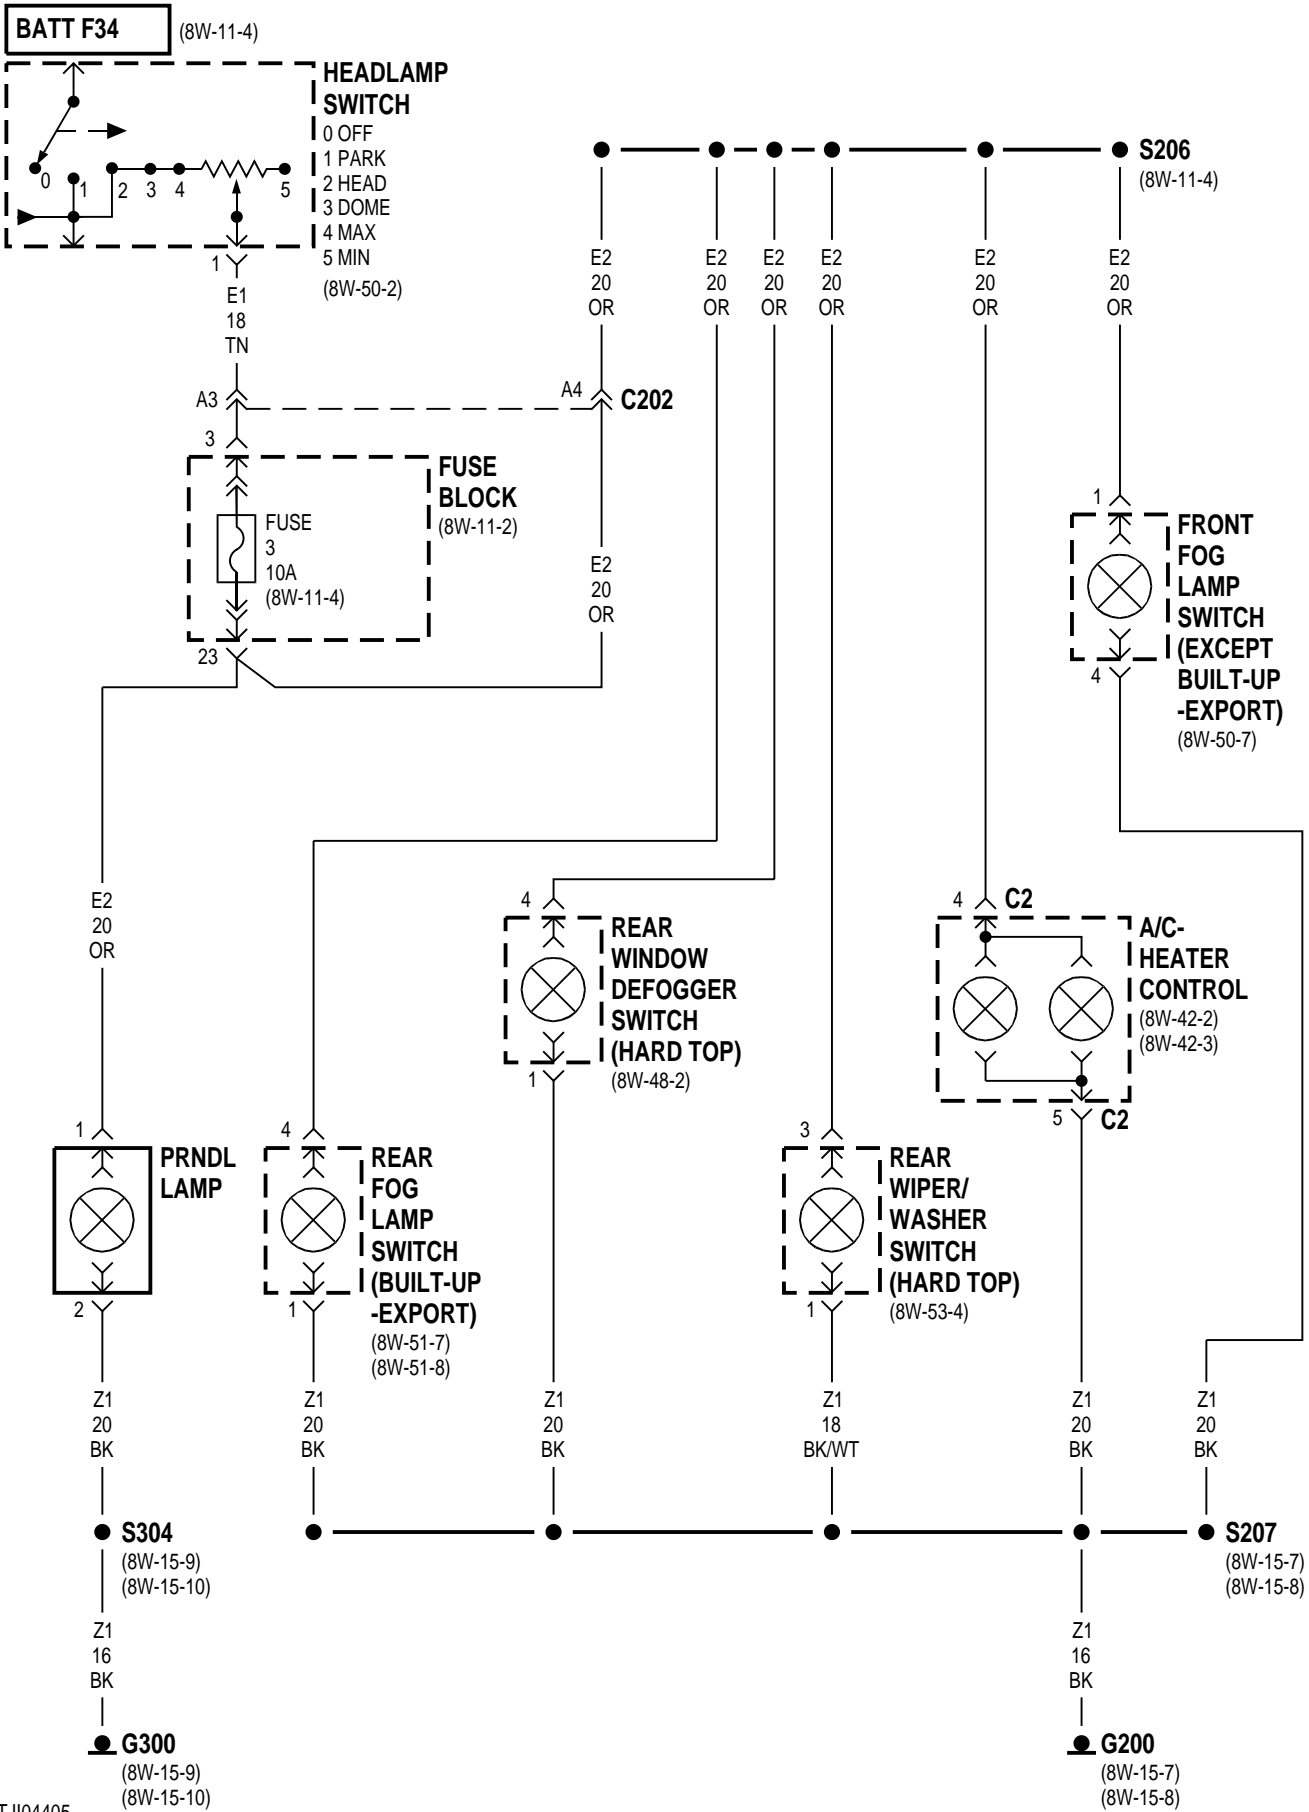 BATT F34
(8W-11-4)
HEADLAMP
SWITCH
0 OFF
1 PARK
2 HEAD
3 DOME
4 MAX
5 MIN
(8W-50-2)
0
1
2
3
4
5
1
E1
18
TN
S206
(8W-11-4)
E2
20
OR
E2
20
OR
E2
20
OR
E2
20
OR
E2
20
OR
E2
20
OR
A3
A4
C202
3
FUSE
BLOCK
(8W-11-2)
FUSE
3
10A
(8W-11-4)
23
E2
20
OR
1
FRONT
FOG
LAMP
SWITCH
(EXCEPT
BUILT-UP
-EXPORT)
(8W-50-7)
4
E2
20
OR
4
REAR
WINDOW
DEFOGGER
SWITCH
(HARD TOP)
(8W-48-2)
1
4
C2
A/C-
HEATER
CONTROL
(8W-42-2)
(8W-42-3)
5
C2
1
PRNDL
LAMP
2
4
REAR
FOG
LAMP
SWITCH
(BUILT-UP
-EXPORT)
(8W-51-7)
(8W-51-8)
1
3
REAR
WIPER/
WASHER
SWITCH
(HARD TOP)
(8W-53-4)
1
Z1
20
BK
Z1
20
BK
Z1
20
BK
Z1
18
BK/WT
Z1
20
BK
Z1
20
BK
S304
(8W-15-9)
(8W-15-10)
S207
(8W-15-7)
(8W-15-8)
Z1
16
BK
Z1
16
BK
G300
(8W-15-9)
(8W-15-10)
G200
(8W-15-7)
(8W-15-8)